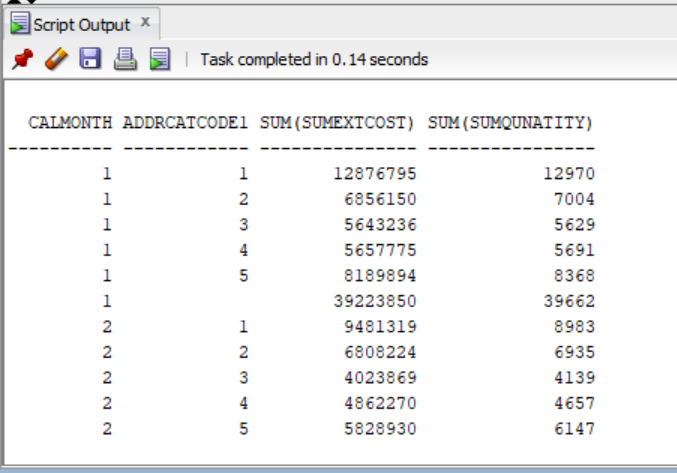 Script Output x
Task completed in 0.14 seconds
CALMONTH ADDRCATCODE1 SUM(SUMEXTCOST) SUM(SUMQUNATITY)
---------- ------------ --------------- ----------------
1 1 12876795 12970
1 2 6856150 7004
1 3 5643236 5629
1 4 5657775 5691
1 5 8189894 8368
1 39223850 39662
2 1 9481319 8983
2 2 6808224 6935
2 3 4023869 4139
2 4 4862270 4657
2 5 5828930 6147